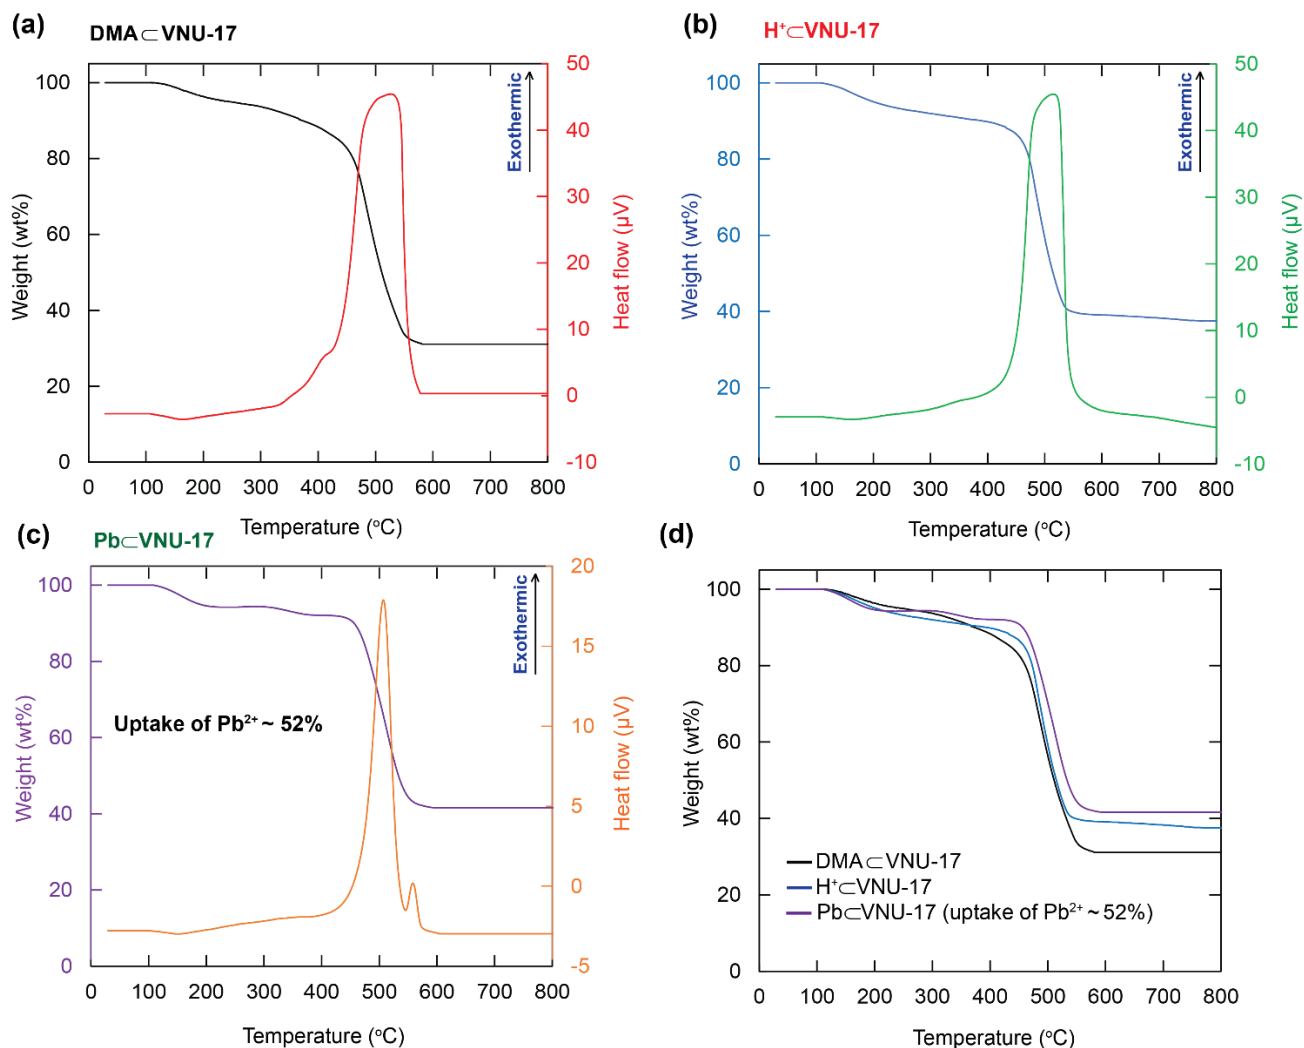 (a)
DMA⊂VNU-17
100
80
60
40
20
0
Weight (wt%)
50
40
30
20
10
0
-10
Heat flow (µV)
Exothermic
0 100 200 300 400 500 600 700 800
Temperature (°C)
(b)
H⁺⊂VNU-17
100
80
60
40
20
0
Weight (wt%)
50
40
30
20
10
0
-10
Heat flow (µV)
Exothermic
0 100 200 300 400 500 600 700 800
Temperature (°C)
(c)
Pb⊂VNU-17
100
80
60
40
20
0
Weight (wt%)
20
15
10
5
0
-5
Heat flow (µV)
Exothermic
Uptake of Pb²⁺ ~ 52%
0 100 200 300 400 500 600 700 800
Temperature (°C)
(d)
100
80
60
40
20
0
Weight (wt%)
DMA⊂VNU-17
H⁺⊂VNU-17
Pb⊂VNU-17 (uptake of Pb²⁺ ~ 52%)
0 100 200 300 400 500 600 700 800
Temperature (°C)